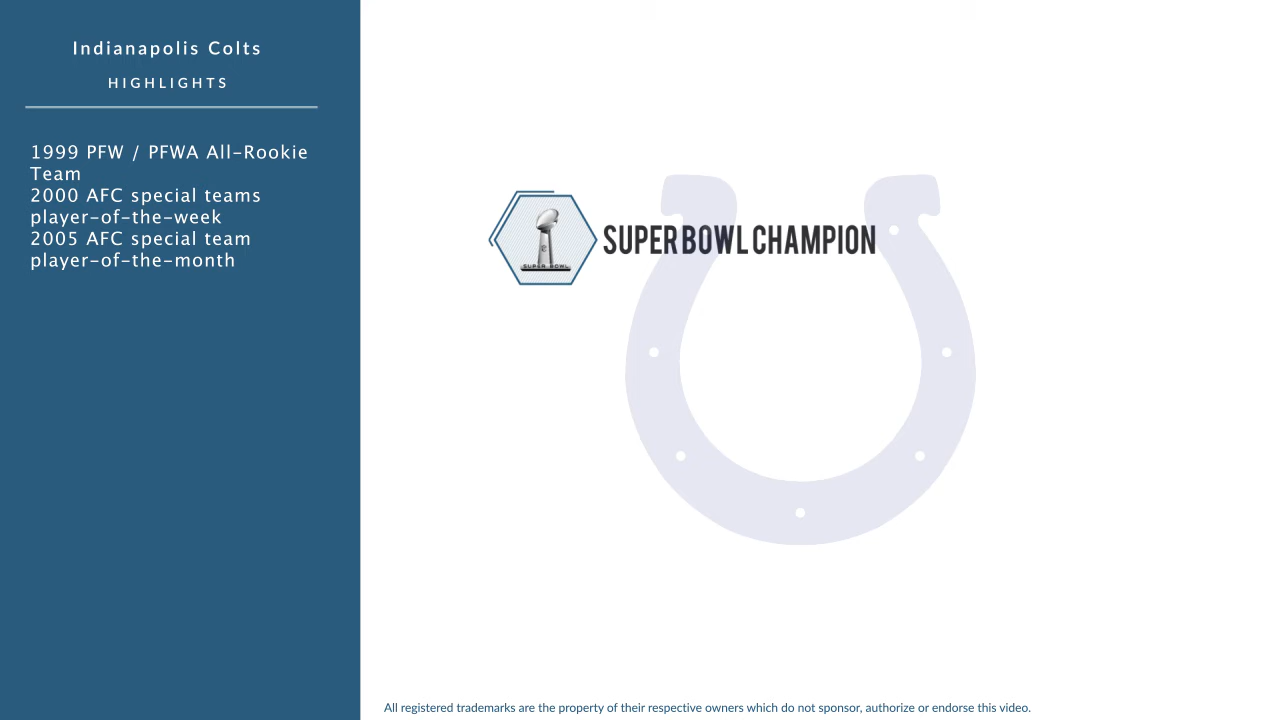 Indianapolis Colts
HIGHLIGHTS
1999 PFW / PFWA All-Rookie
Team
2000 AFC special teams
player-of-the-week
2005 AFC special team
player-of-the-month
SUPER BOWL
SUPER BOWL CHAMPION
All registered trademarks are the property of their respective owners which do not sponsor, authorize or endorse this video.